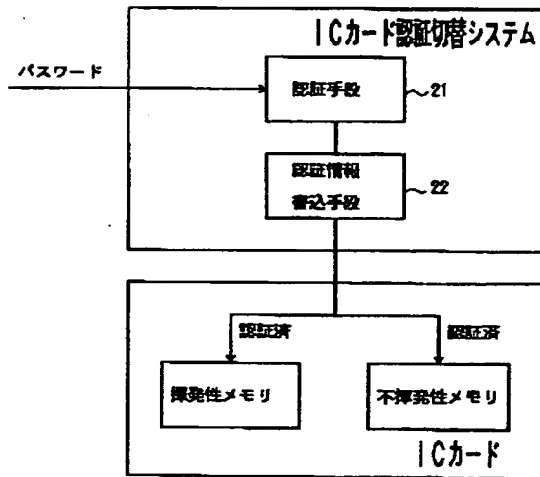 ICカード認証切替システム
パスワード
認証手段
21
認証情報
書込手段
22
認証済
認証済
揮発性メモリ
不揮発性メモリ
ICカード